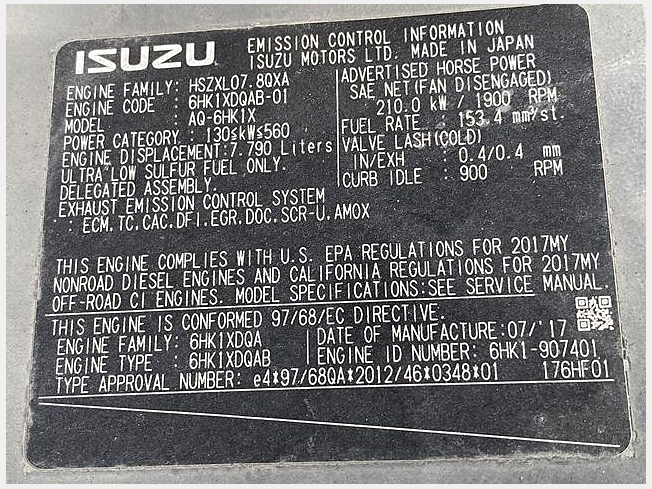 ISUZU EMISSION CONTROL INFORMATION
ISUZU MOTORS LTD. MADE IN JAPAN
ENGINE FAMILY: HSZXL07.8QXA
ENGINE CODE : 6HK1XDQAB-01
MODEL : AQ-6HK1X
POWER CATEGORY : 130≤kW≤560
ENGINE DISPLACEMENT:7.790 Liters
ULTRA LOW SULFUR FUEL ONLY.
DELEGATED ASSEMBLY.
EXHAUST EMISSION CONTROL SYSTEM
: ECM.TC.CAC.DFI.EGR.DOC.SCR-U.AMOX
ADVERTISED HORSE POWER
SAE NET(FAN DISENGAGED)
210.0 kW / 1900 RPM
FUEL RATE : 153.4 mm³/st.
VALVE LASH(COLD)
IN/EXH : 0.4/0.4 mm
CURB IDLE : 900 RPM
THIS ENGINE COMPLIES WITH U.S. EPA REGULATIONS FOR 2017MY
NONROAD DIESEL ENGINES AND CALIFORNIA REGULATIONS FOR 2017MY
OFF-ROAD CI ENGINES. MODEL SPECIFICATIONS:SEE SERVICE MANUAL.
THIS ENGINE IS CONFORMED 97/68/EC DIRECTIVE.
ENGINE FAMILY: 6HK1XDQA
ENGINE TYPE : 6HK1XDQAB
DATE OF MANUFACTURE:07/'17
ENGINE ID NUMBER: 6HK1-907401
TYPE APPROVAL NUMBER: e4*97/68QA*2012/46*0348*01 176HF01